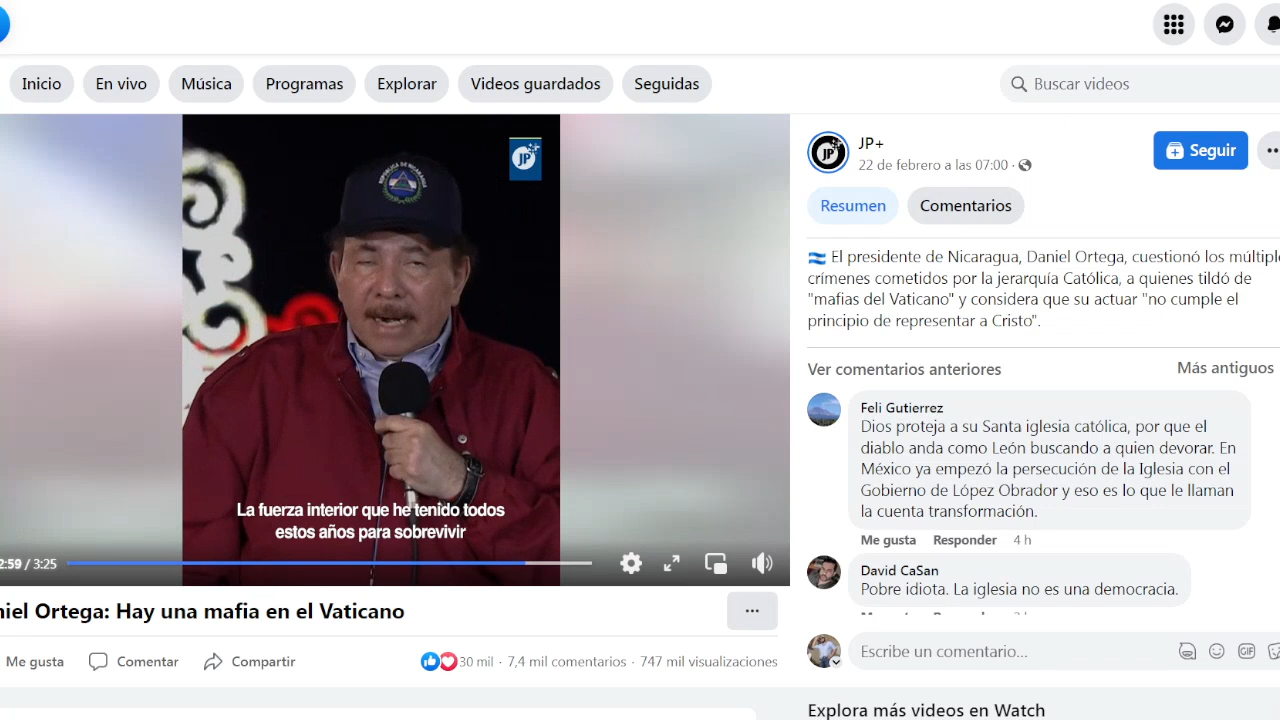 Inicio
En vivo
Música
Programas
Explorar
Videos guardados
Seguidas
Buscar videos
REPUBLICA DE NICARAGUA
JP
La fuerza interior que he tenido todos
estos años para sobrevivir
2:59 / 3:25
niel Ortega: Hay una mafia en el Vaticano
Me gusta
Comentar
Compartir
30 mil · 7,4 mil comentarios · 747 mil visualizaciones
JP
JP+
22 de febrero a las 07:00 ·
Seguir
Resumen
Comentarios
El presidente de Nicaragua, Daniel Ortega, cuestionó los múltiple
crímenes cometidos por la jerarquía Católica, a quienes tildó de
"mafias del Vaticano" y considera que su actuar "no cumple el
principio de representar a Cristo".
Ver comentarios anteriores
Más antiguos
Feli Gutierrez
Dios proteja a su Santa iglesia católica, por que el
diablo anda como León buscando a quien devorar. En
México ya empezó la persecución de la Iglesia con el
Gobierno de López Obrador y eso es lo que le llaman
la cuenta transformación.
Me gusta Responder 4 h
David CaSan
Pobre idiota. La iglesia no es una democracia.
Escribe un comentario...
GIF
Explora más videos en Watch